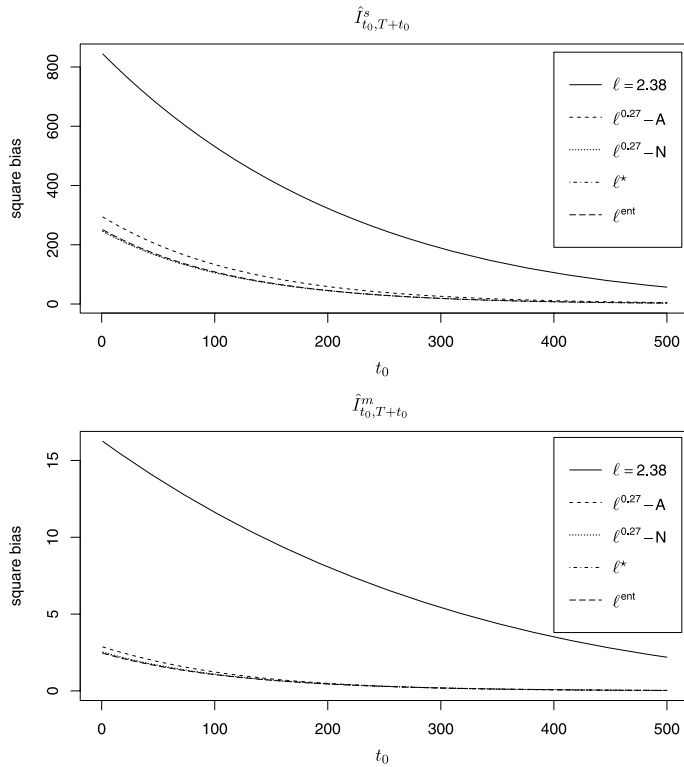 Î^s_{t₀,T+t₀}
square bias
800
600
400
200
0
ℓ = 2.38
ℓ^{0.27}−A
ℓ^{0.27}−N
ℓ^⋆
ℓ^{ent}
0 100 200 300 400 500
t₀
Î^m_{t₀,T+t₀}
square bias
15
10
5
0
ℓ = 2.38
ℓ^{0.27}−A
ℓ^{0.27}−N
ℓ^⋆
ℓ^{ent}
0 100 200 300 400 500
t₀